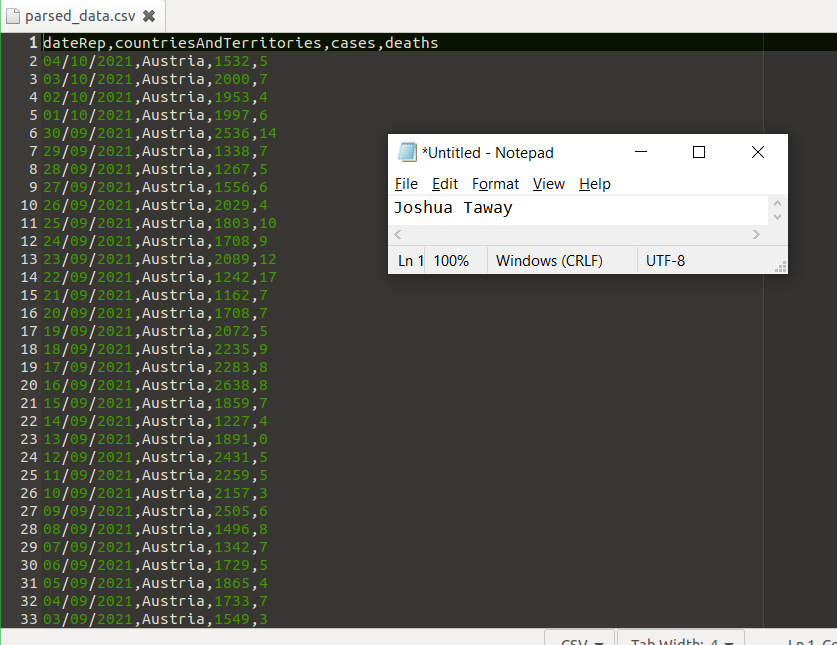 parsed_data.csv
1 dateRep,countriesAndTerritories,cases,deaths
2 04/10/2021,Austria,1532,5
3 03/10/2021,Austria,2000,7
4 02/10/2021,Austria,1953,4
5 01/10/2021,Austria,1997,6
6 30/09/2021,Austria,2536,14
7 29/09/2021,Austria,1338,7
8 28/09/2021,Austria,1267,5
9 27/09/2021,Austria,1556,6
10 26/09/2021,Austria,2029,4
11 25/09/2021,Austria,1803,10
12 24/09/2021,Austria,1708,9
13 23/09/2021,Austria,2089,12
14 22/09/2021,Austria,1242,17
15 21/09/2021,Austria,1162,7
16 20/09/2021,Austria,1708,7
17 19/09/2021,Austria,2072,5
18 18/09/2021,Austria,2235,9
19 17/09/2021,Austria,2283,8
20 16/09/2021,Austria,2638,8
21 15/09/2021,Austria,1859,7
22 14/09/2021,Austria,1227,4
23 13/09/2021,Austria,1891,0
24 12/09/2021,Austria,2431,5
25 11/09/2021,Austria,2259,5
26 10/09/2021,Austria,2157,3
27 09/09/2021,Austria,2505,6
28 08/09/2021,Austria,1496,8
29 07/09/2021,Austria,1342,7
30 06/09/2021,Austria,1729,5
31 05/09/2021,Austria,1865,4
32 04/09/2021,Austria,1733,7
33 03/09/2021,Austria,1549,3
*Untitled - Notepad
File Edit Format View Help
Joshua Taway
Ln 1 100% Windows (CRLF) UTF-8
CSV Tab Width: 4 Ln 1, Co